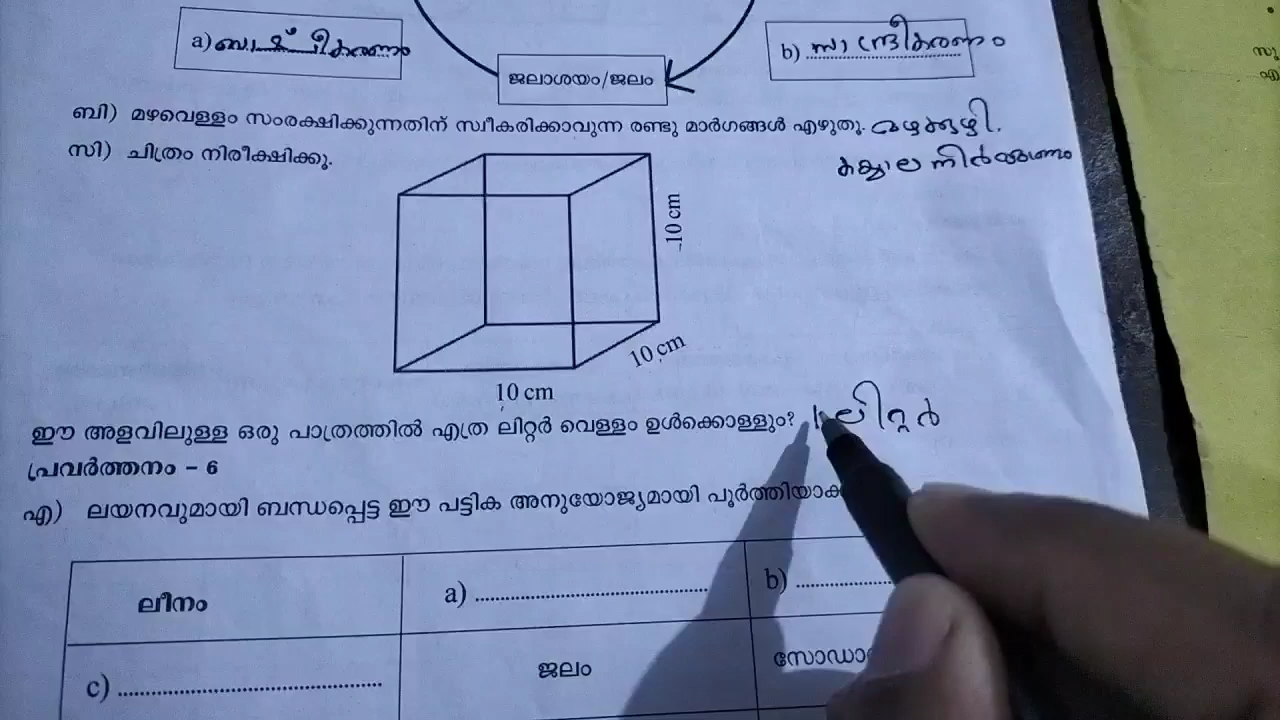 a) ബാഷ്പീകരണം
b) സാന്ദ്രീകരണം
ജലാശയം/ജലം
ബി) മഴവെള്ളം സംരക്ഷിക്കുന്നതിന് സ്വീകരിക്കാവുന്ന രണ്ടു മാർഗങ്ങൾ എഴുതു. മഴക്കുഴി.
സി) ചിത്രം നിരീക്ഷിക്കൂ.
കയ്യാല നിർമ്മാണം
10 cm
10 cm
10 cm
ഈ അളവിലുള്ള ഒരു പാത്രത്തിൽ എത്ര ലിറ്റർ വെള്ളം ഉൾക്കൊള്ളും? 1 ലിറ്റർ
പ്രവർത്തനം – 6
എ) ലയനവുമായി ബന്ധപ്പെട്ട ഈ പട്ടിക അനുയോജ്യമായി
ലീനം
a) ........................
b) ..............
c) ........................
ജലം